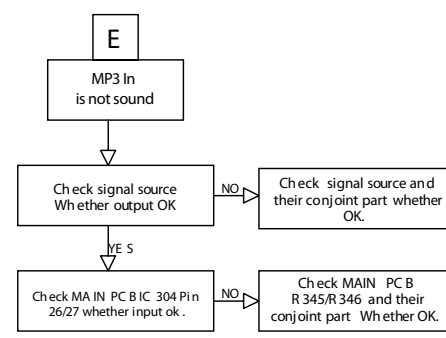 E
MP3 In
is not sound
Check signal source
Whether output OK
NO
Check signal source and
their conjoint part whether
OK.
YES
Check MAIN PCB IC 304 Pin
26/27 whether input ok.
NO
Check MAIN PCB
R345/R346 and their
conjoint part Whether OK.